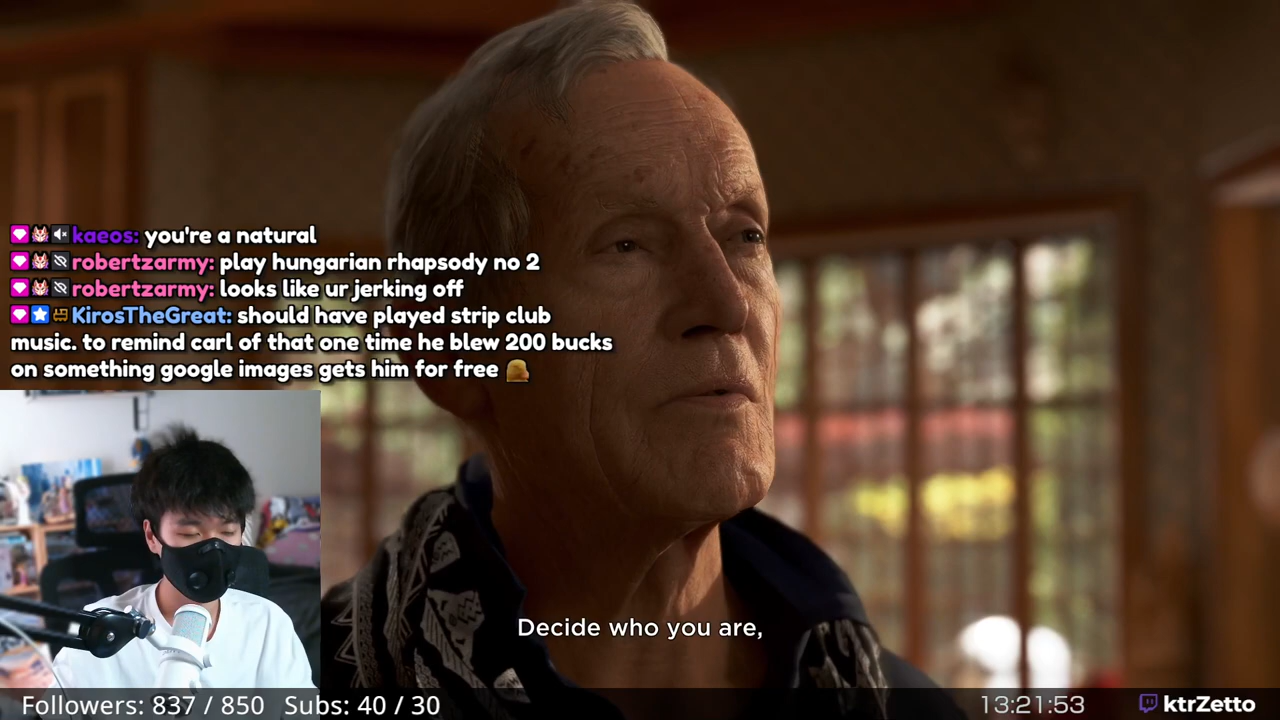 kaeos: you're a natural
robertzarmy: play hungarian rhapsody no 2
robertzarmy: looks like ur jerking off
KirosTheGreat: should have played strip club
music. to remind carl of that one time he blew 200 bucks
on something google images gets him for free
Decide who you are,
Followers: 837 / 850 Subs: 40 / 30
13:21:53
ktrZetto